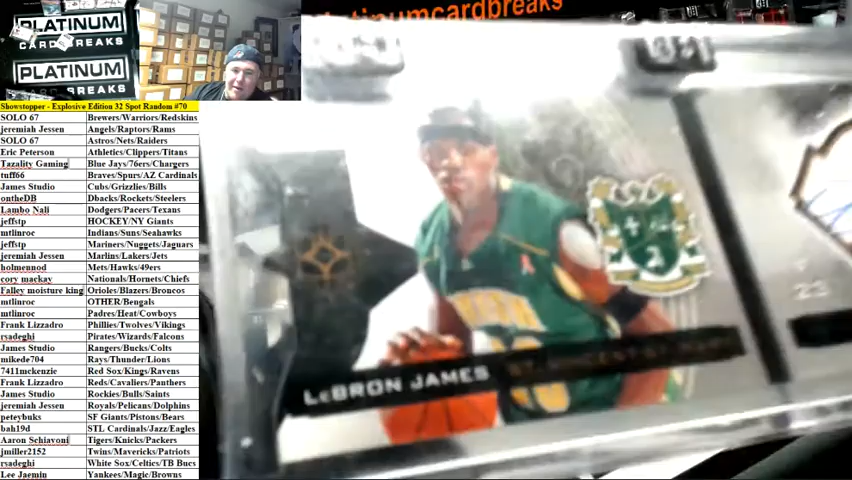 PLATINUM
CARD BREAKS
PLATINUM
CARD BREAKS
platinumcardbreaks
Showstopper - Explosive Edition 32 Spot Random #70
SOLO 67 Brewers/Warriors/Redskins
jeremiah Jessen Angels/Raptors/Rams
SOLO 67 Astros/Nets/Raiders
Eric Peterson Athletics/Clippers/Titans
Tazality Gaming Blue Jays/76ers/Chargers
tuff66 Braves/Spurs/AZ Cardinals
James Studio Cubs/Grizzlies/Bills
ontheDB Dbacks/Rockets/Steelers
Lambo Nali Dodgers/Pacers/Texans
jeffstp HOCKEY/NY Giants
mtlinroc Indians/Suns/Seahawks
jeffstp Mariners/Nuggets/Jaguars
jeremiah Jessen Marlins/Lakers/Jets
holmennod Mets/Hawks/49ers
cory mackay Nationals/Hornets/Chiefs
Falley moisture king Orioles/Blazers/Broncos
mtlinroc OTHER/Bengals
mtlinroc Padres/Heat/Cowboys
Frank Lizzadro Phillies/Twolves/Vikings
rsadeghi Pirates/Wizards/Falcons
James Studio Rangers/Bucks/Colts
mikede704 Rays/Thunder/Lions
7411mckenzie Red Sox/Kings/Ravens
Frank Lizzadro Reds/Cavaliers/Panthers
James Studio Rockies/Bulls/Saints
jeremiah Jessen Royals/Pelicans/Dolphins
peteybuks SF Giants/Pistons/Bears
bah19d STL Cardinals/Jazz/Eagles
Aaron Schiavoni Tigers/Knicks/Packers
jmiller2152 Twins/Mavericks/Patriots
rsadeghi White Sox/Celtics/TB Bucs
Lee Jaemin Yankees/Magic/Browns
LeBRON JAMES
23